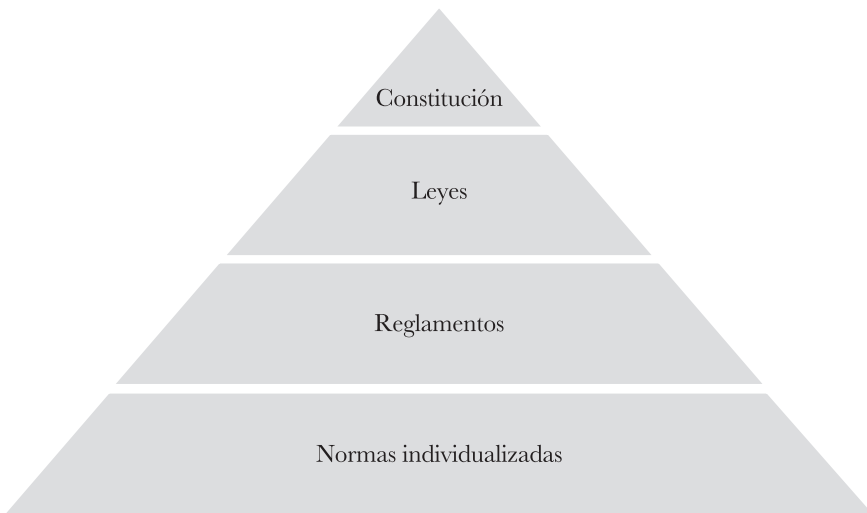 Constitución
Leyes
Reglamentos
Normas individualizadas